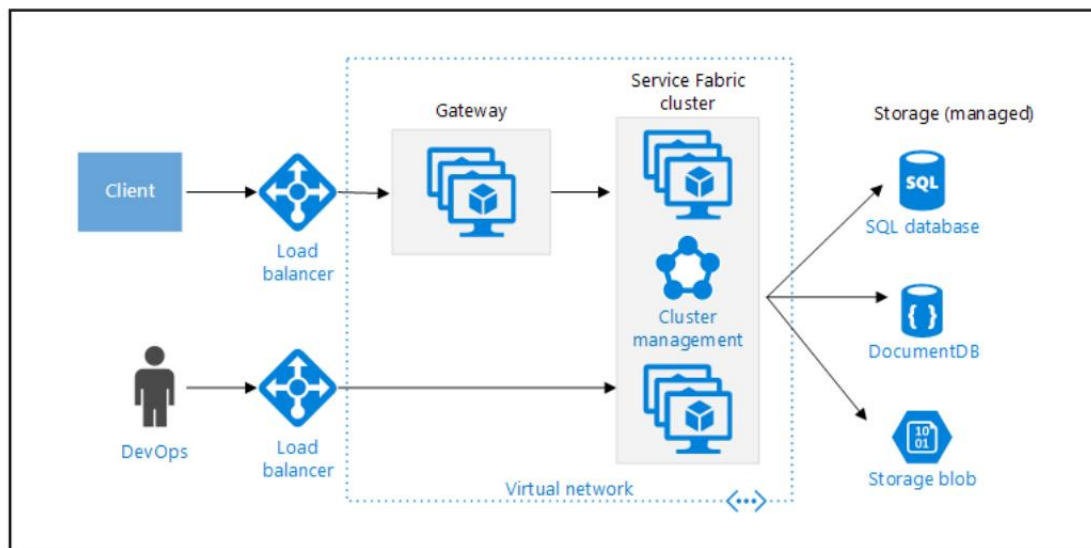 Service Fabric
cluster
Gateway
Storage (managed)
Client
SQL
SQL database
Load
balancer
Cluster
management
{ }
DocumentDB
DevOps
Load
balancer
10
01
Storage blob
Virtual network